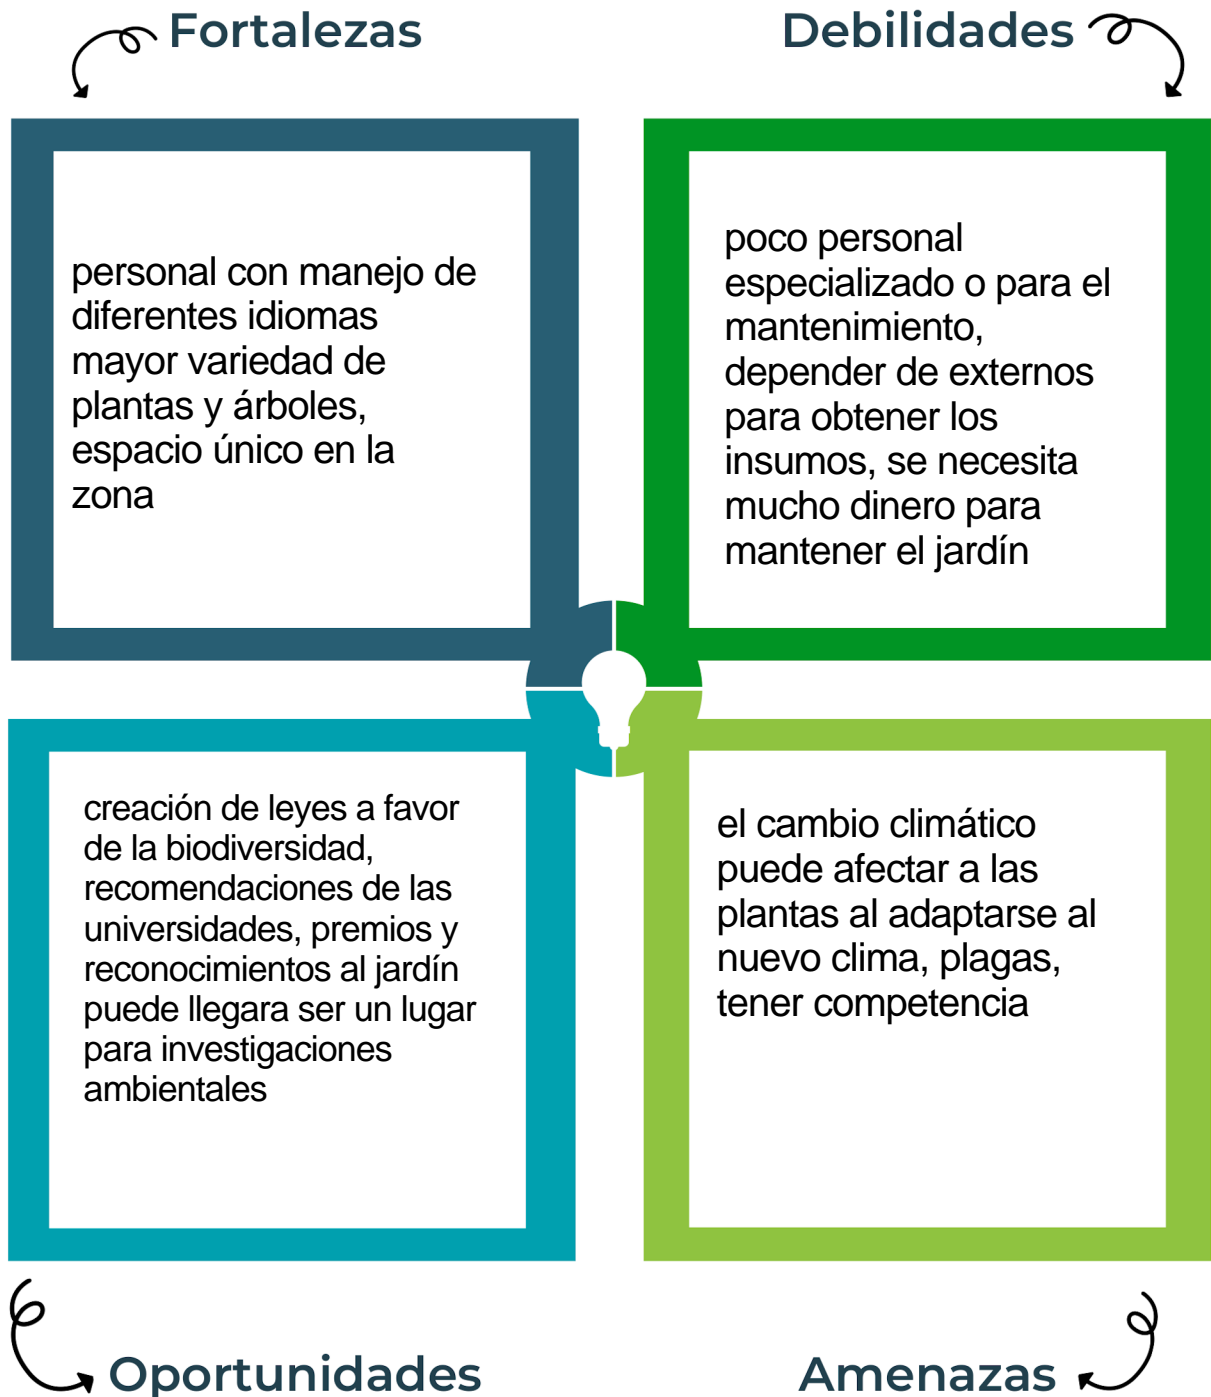 Fortalezas
personal con manejo de
diferentes idiomas
mayor variedad de
plantas y árboles,
espacio único en la
zona
Debilidades
poco personal
especializado o para el
mantenimiento,
depender de externos
para obtener los
insumos, se necesita
mucho dinero para
mantener el jardín
creación de leyes a favor
de la biodiversidad,
recomendaciones de las
universidades, premios y
reconocimientos al jardín
puede llegara ser un lugar
para investigaciones
ambientales
Oportunidades
el cambio climático
puede afectar a las
plantas al adaptarse al
nuevo clima, plagas,
tener competencia
Amenazas